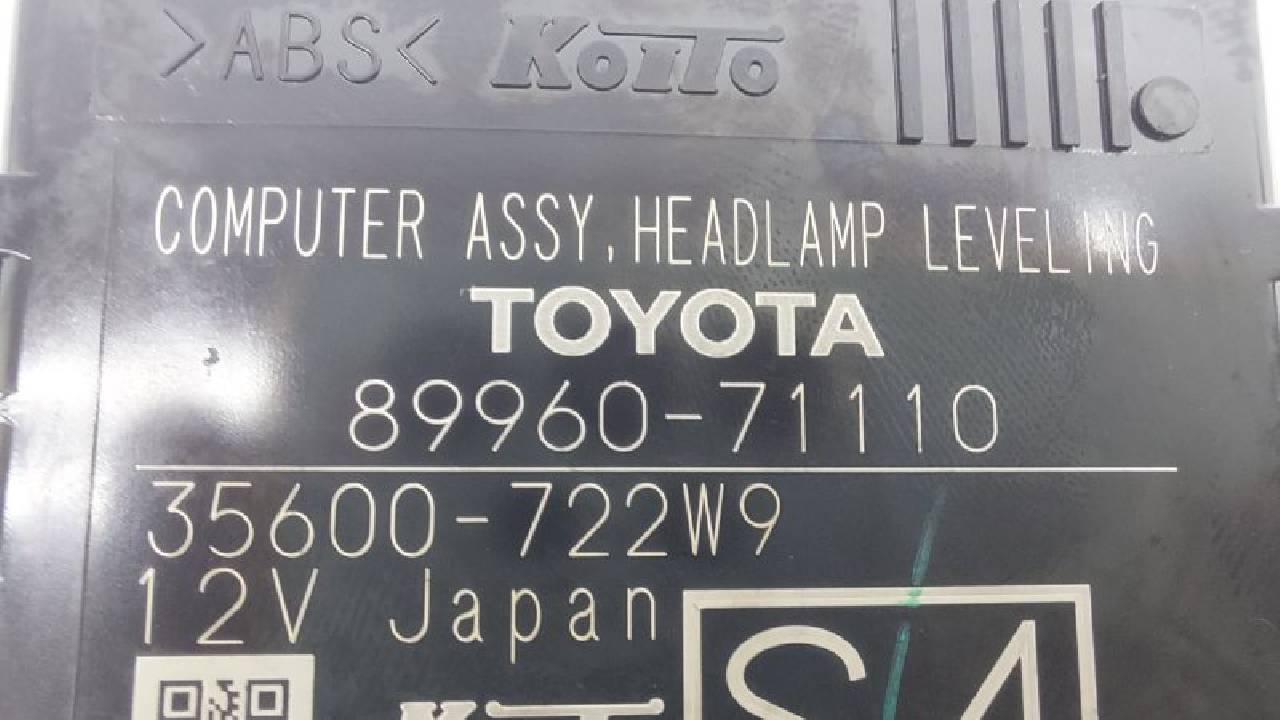 >ABS< KOITO
COMPUTER ASSY,HEADLAMP LEVELING
TOYOTA
89960-71110
35600-722W9
12V Japan